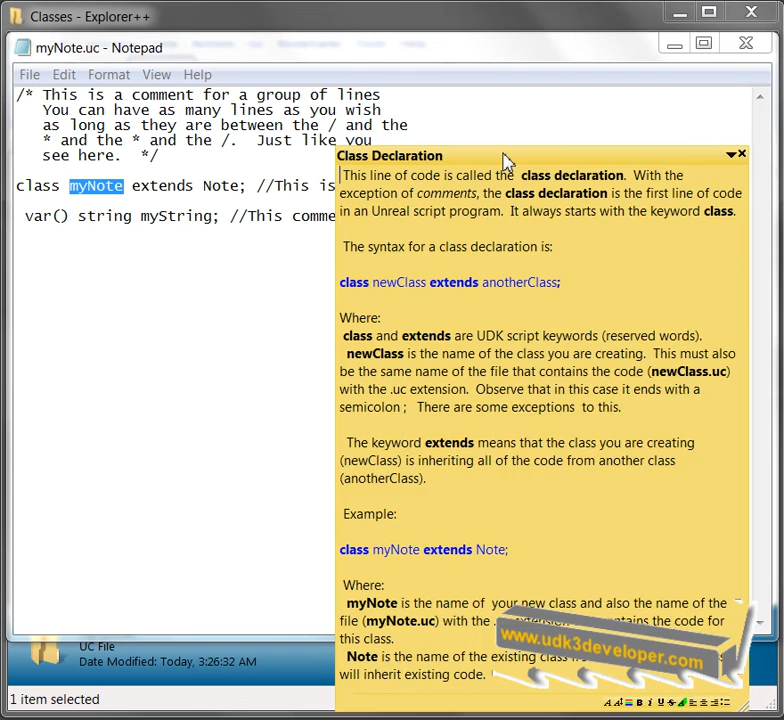 Classes - Explorer++
myNote.uc - Notepad
File Edit Format View Help
/* This is a comment for a group of lines
You can have as many lines as you wish
as long as they are between the / and the
* and the * and the /. Just like you
see here. */
class myNote extends Note; //This is
var() string myString; //This comme
Class Declaration
This line of code is called the class declaration. With the
exception of comments, the class declaration is the first line of code
in an Unreal script program. It always starts with the keyword class.
The syntax for a class declaration is:
class newClass extends anotherClass;
Where:
class and extends are UDK script keywords (reserved words).
newClass is the name of the class you are creating. This must also
be the same name of the file that contains the code (newClass.uc)
with the .uc extension. Observe that in this case it ends with a
semicolon ; There are some exceptions to this.
The keyword extends means that the class you are creating
(newClass) is inheriting all of the code from another class
(anotherClass).
Example:
class myNote extends Note;
Where:
myNote is the name of your new class and also the name of the
file (myNote.uc) with the contains the code for
this class.
Note is the name of the existing class
will inherit existing code.
www.udk3developer.com
UC File
Date Modified: Today, 3:26:32 AM
1 item selected